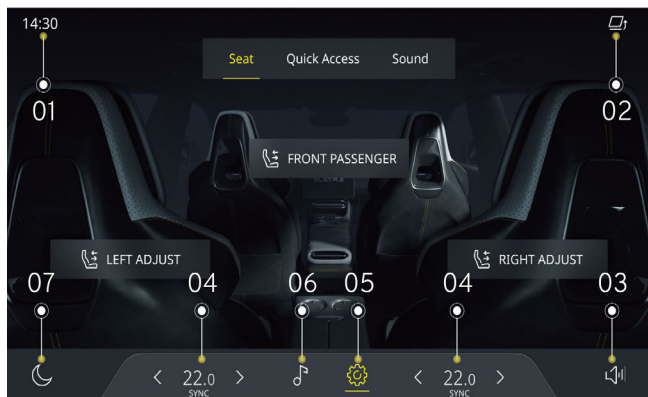 14:30
Seat Quick Access Sound
01
02
FRONT PASSENGER
LEFT ADJUST
RIGHT ADJUST
07 04 06 05 04 03
22.0 22.0
SYNC SYNC